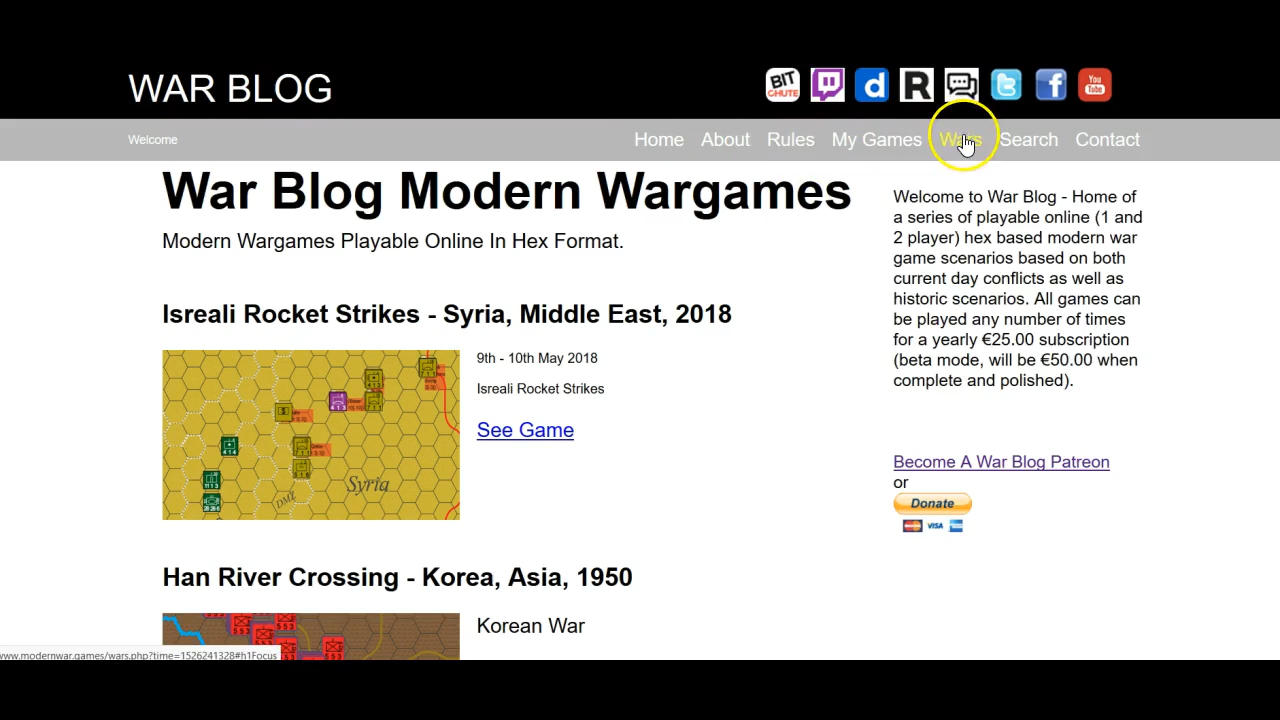 WAR BLOG
BIT
CHUTE
You
Tube
Welcome
Home About Rules My Games Wars Search Contact
War Blog Modern Wargames
Modern Wargames Playable Online In Hex Format.
Isreali Rocket Strikes - Syria, Middle East, 2018
9th - 10th May 2018
Isreali Rocket Strikes
See Game
Syria
DMZ
Welcome to War Blog - Home of
a series of playable online (1 and
2 player) hex based modern war
game scenarios based on both
current day conflicts as well as
historic scenarios. All games can
be played any number of times
for a yearly €25.00 subscription
(beta mode, will be €50.00 when
complete and polished).
Become A War Blog Patreon
or
Donate
VISA
Han River Crossing - Korea, Asia, 1950
Korean War
www.modernwar.games/wars.php?time=1526241328#h1Focus